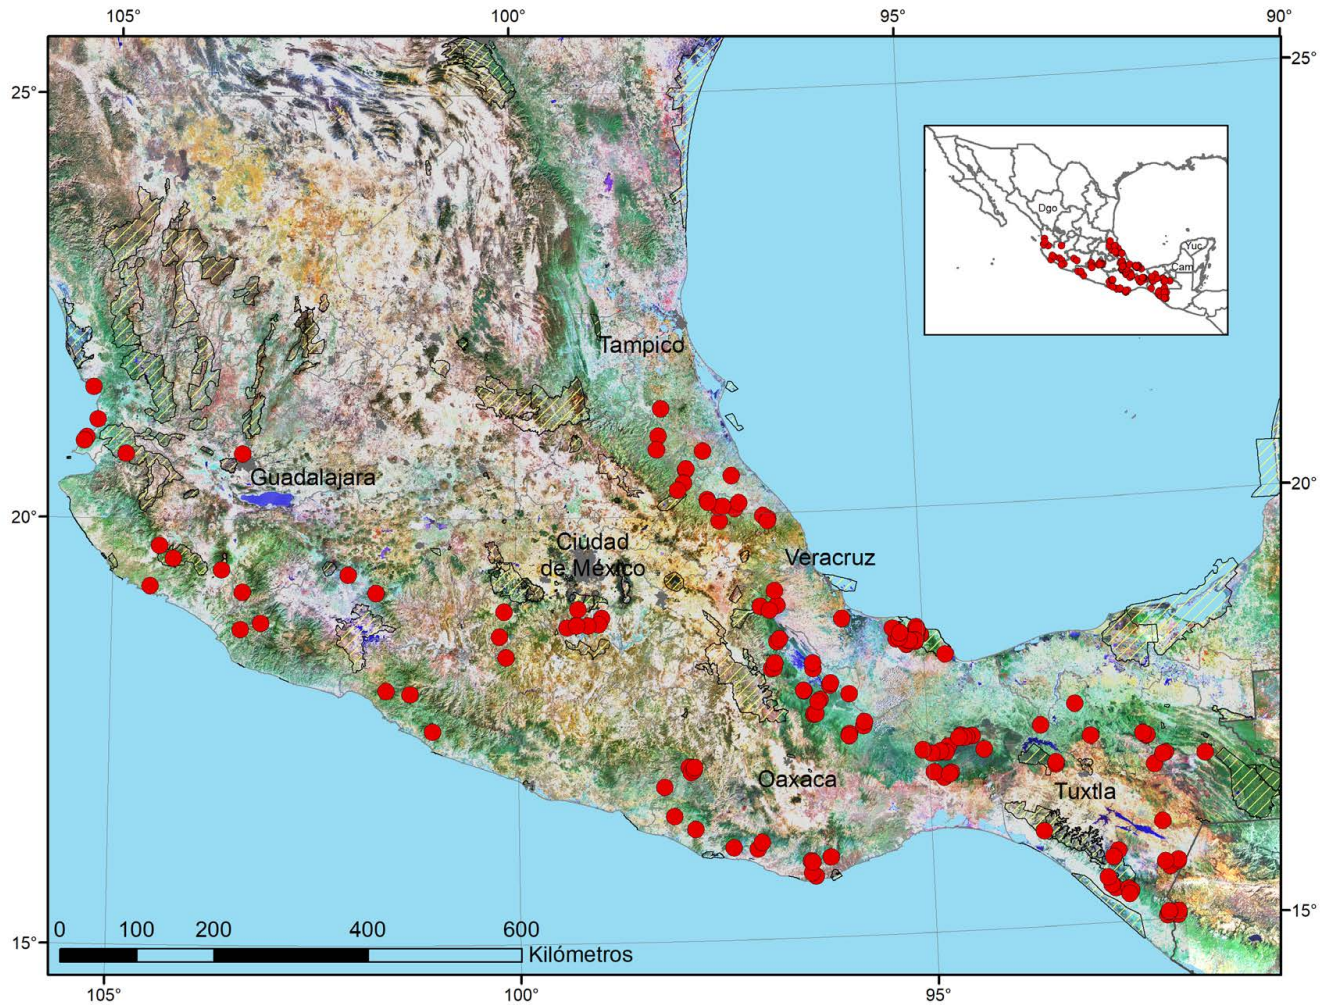 105°
100°
95°
90°
25°
25°
Dgo
Yuc
Cam
Tampico
Guadalajara
20°
20°
Ciudad
de México
Veracruz
Oaxaca
Tuxtla
15°
0 100 200 400 600
Kilómetros
15°
105°
100°
95°